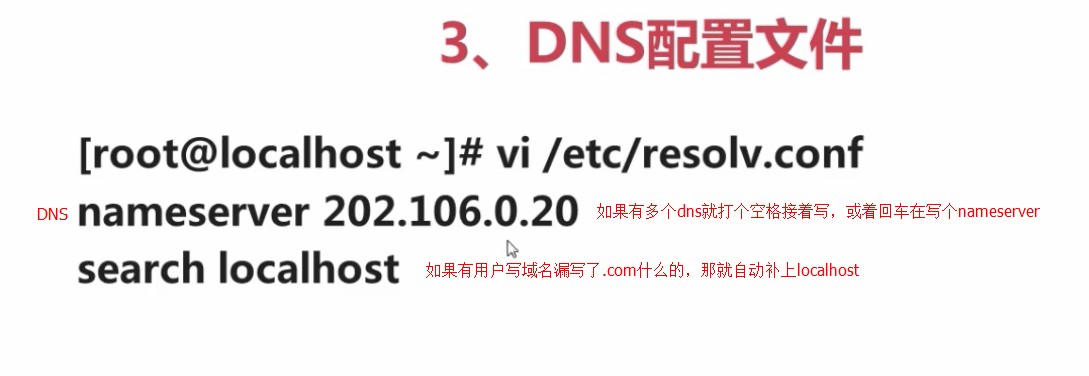 3、DNS配置文件
[root@localhost ~]# vi /etc/resolv.conf
DNS nameserver 202.106.0.20 如果有多个dns就打个空格接着写，或着回车在写个nameserver
search localhost 如果有用户写域名漏写了.com什么的，那就自动补上localhost